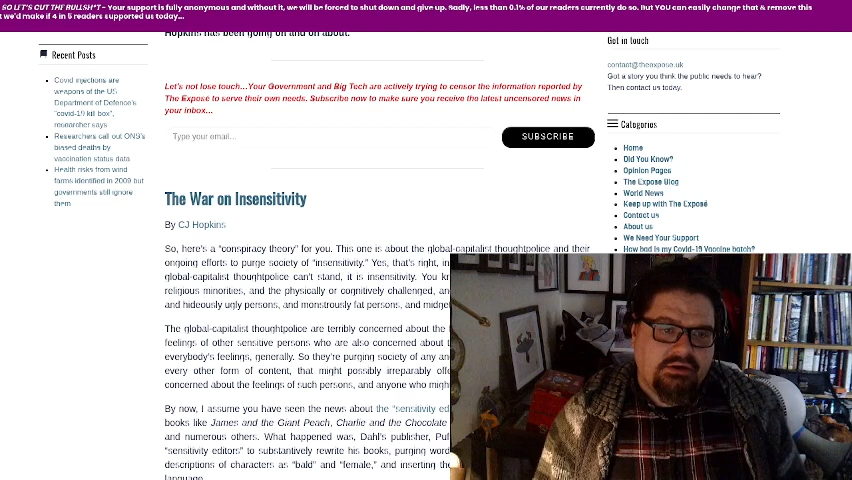 SO LET'S CUT THE BULLSH*T - Your support is fully anonymous and without it, we will be forced to shut down and give up. Sadly, less than 0.1% of our readers currently do so. But YOU can easily change that & remove this
we'd make if 4 in 5 readers supported us today...
Hopkins has been going on and on about.
Recent Posts
Covid injections are
weapons of the US
Department of Defence's
"covid-19 kill box",
researcher says
Researchers call out ONS's
biased deaths by
vaccination status data
Health risks from wind
farms identified in 2009 but
governments still ignore
them
Let's not lose touch...Your Government and Big Tech are actively trying to censor the information reported by
The Exposé to serve their own needs. Subscribe now to make sure you receive the latest uncensored news in
your inbox...
Type your email...
SUBSCRIBE
The War on Insensitivity
By CJ Hopkins
So, here's a "conspiracy theory" for you. This one is about the global-capitalist thoughtpolice and their
ongoing efforts to purge society of "insensitivity." Yes, that's right, in
global-capitalist thoughtpolice can't stand, it is insensitivity. You
religious minorities, and the physically or cognitively challenged,
and hideously ugly persons, and monstrously fat persons, and
The global-capitalist thoughtpolice are terribly concerned about the
feelings of other sensitive persons who are also concerned about
everybody's feelings, generally. So they're purging society of any
every other form of content, that might possibly irreparably
concerned about the feelings of such persons, and anyone who
By now, I assume you have seen the news about the "sensitivity
books like James and the Giant Peach, Charlie and the Chocolate
and numerous others. What happened was, Dahl's publisher,
"sensitivity editors" to substantively rewrite his books, purging
descriptions of characters as "bald" and "female," and inserting
language.
Get in touch
contact@theexpose.uk
Got a story you think the public needs to hear?
Then contact us today.
Categories
Home
Did You Know?
Opinion Pages
The Expose Blog
World News
Keep up with The Exposé
Contact us
About us
We Need Your Support
How bad is my Covid-19 Vaccine batch?